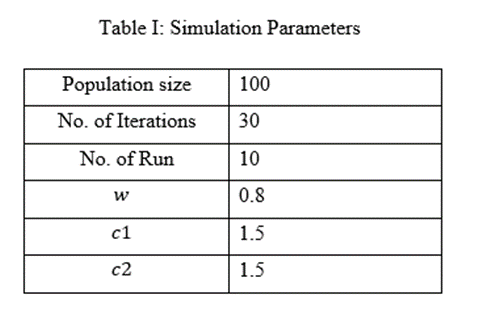 Table I: Simulation Parameters
Population size 100
No. of Iterations 30
No. of Run 10
w 0.8
c1 1.5
c2 1.5